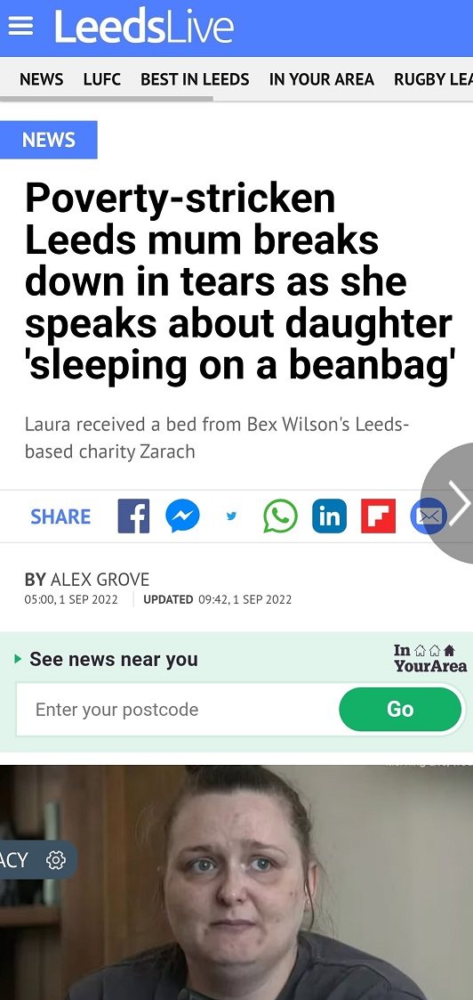 LeedsLive
NEWS LUFC BEST IN LEEDS IN YOUR AREA RUGBY LEA
NEWS
Poverty-stricken
Leeds mum breaks
down in tears as she
speaks about daughter
'sleeping on a beanbag'
Laura received a bed from Bex Wilson's Leeds-
based charity Zarach
SHARE
BY ALEX GROVE
05:00, 1 SEP 2022 UPDATED 09:42, 1 SEP 2022
See news near you
In
YourArea
Enter your postcode Go
ACY